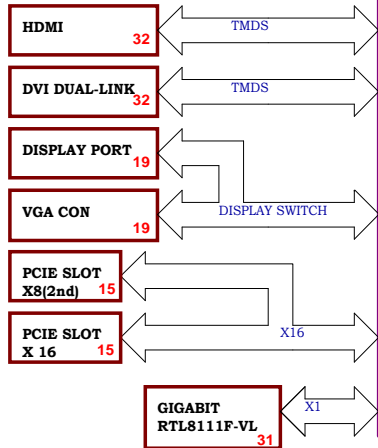 HDMI
32
TMDS
DVI DUAL-LINK
32
TMDS
DISPLAY PORT
19
VGA CON
19
DISPLAY SWITCH
PCIE SLOT
X8(2nd)
15
PCIE SLOT
X 16
15
X16
GIGABIT
RTL8111F-VL
31
X1